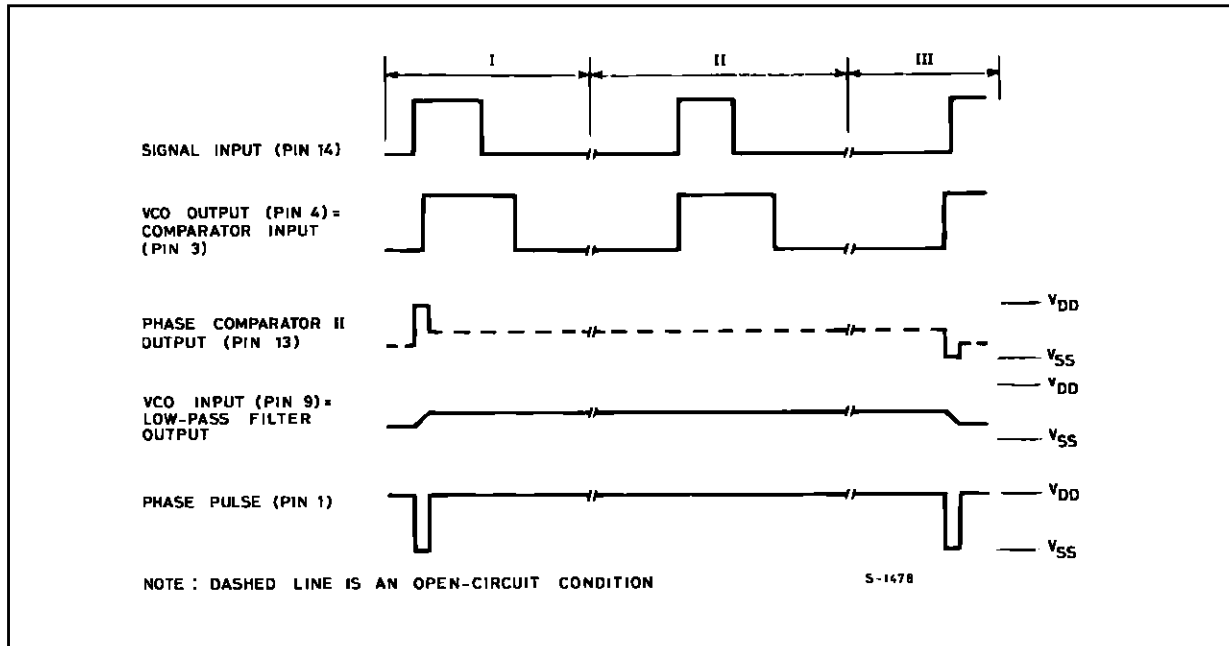 I II III
SIGNAL INPUT (PIN 14)
VCO OUTPUT (PIN 4)=
COMPARATOR INPUT
(PIN 3)
PHASE COMPARATOR II
OUTPUT (PIN 13)
VDD
VSS
VCO INPUT (PIN 9)=
LOW-PASS FILTER
OUTPUT
VDD
VSS
PHASE PULSE (PIN 1)
VDD
VSS
NOTE : DASHED LINE IS AN OPEN-CIRCUIT CONDITION
S-1478